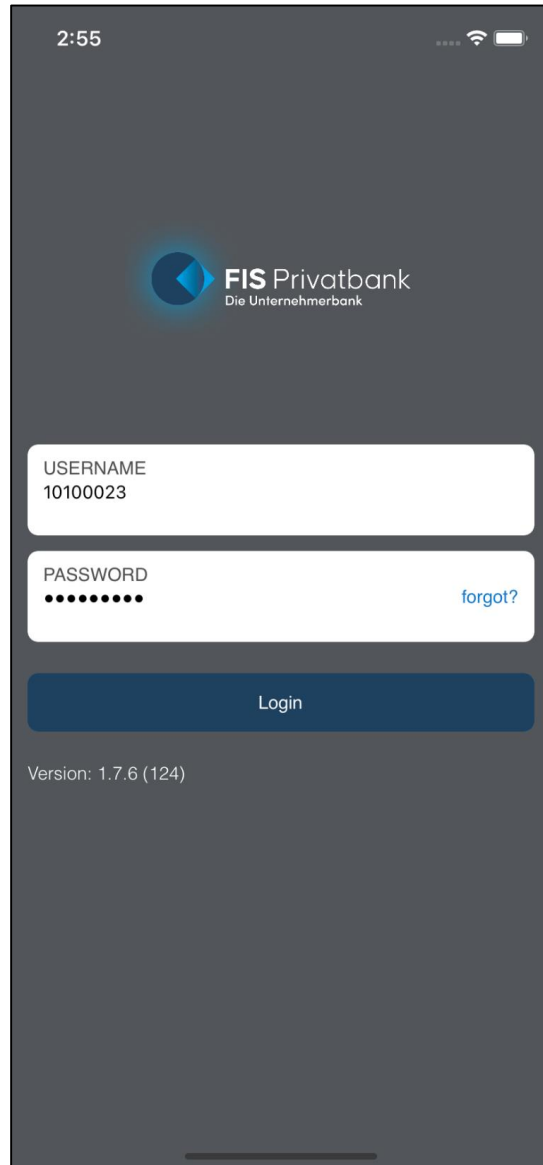 2:55
FIS Privatbank
Die Unternehmerbank
USERNAME
10100023
PASSWORD
●●●●●●●●●
forgot?
Login
Version: 1.7.6 (124)